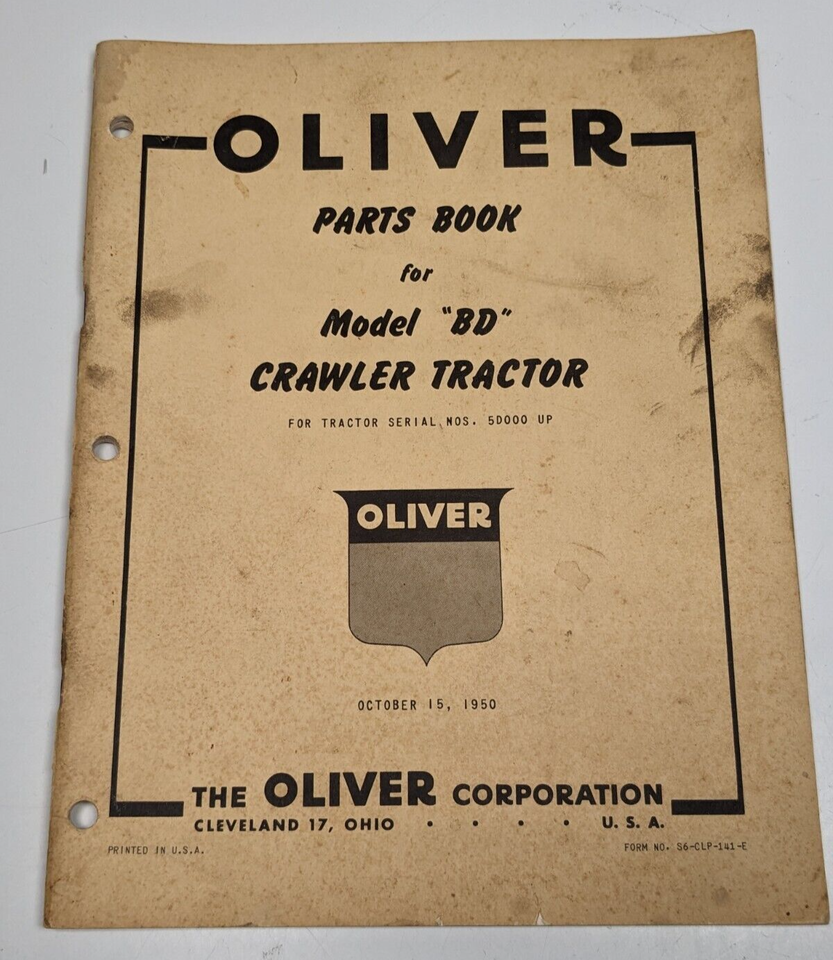 OLIVER
PARTS BOOK
for
Model "BD"
CRAWLER TRACTOR
FOR TRACTOR SERIAL NOS. 5D000 UP
OLIVER
OCTOBER 15, 1950
THE OLIVER CORPORATION
CLEVELAND 17, OHIO • • • • U. S. A.
PRINTED IN U.S.A. FORM NO. S6-CLP-141-E